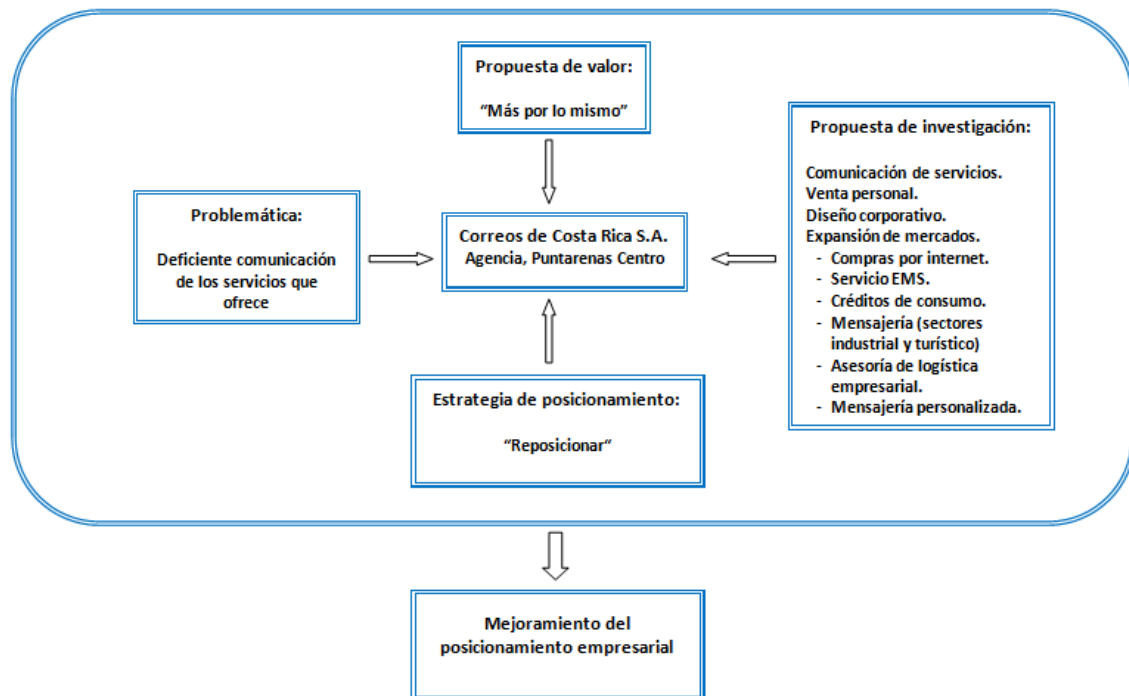 Propuesta de valor:
“Más por lo mismo”
Propuesta de investigación:
Comunicación de servicios.
Venta personal.
Diseño corporativo.
Expansión de mercados.
- Compras por internet.
- Servicio EMS.
- Créditos de consumo.
- Mensajería (sectores
industrial y turístico)
- Asesoría de logística
empresarial.
- Mensajería personalizada.
Problemática:
Deficiente comunicación
de los servicios que
ofrece
Correos de Costa Rica S.A.
Agencia, Puntarenas Centro
Estrategia de posicionamiento:
“Reposicionar“
Mejoramiento del
posicionamiento empresarial